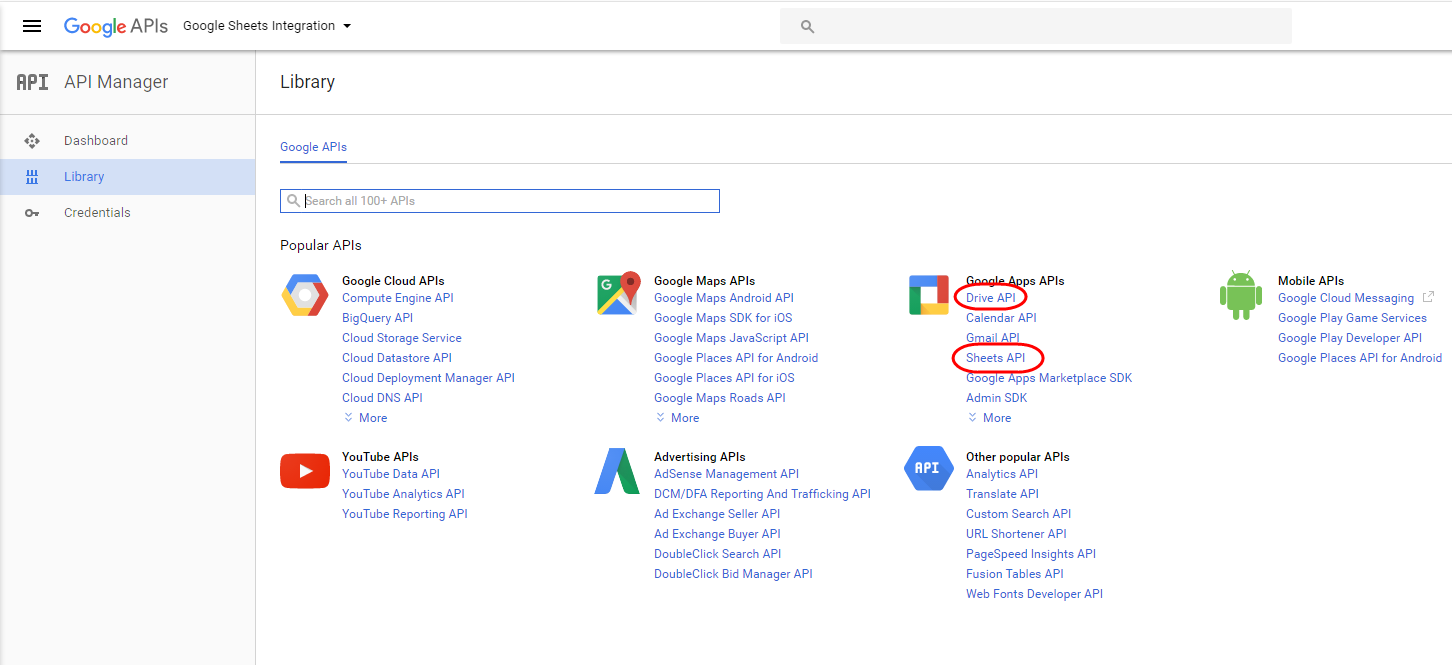 Google APIs Google Sheets Integration
API API Manager
Library
Dashboard
Library
Credentials
Google APIs
Search all 100+ APIs
Popular APIs
Google Cloud APIs
Compute Engine API
BigQuery API
Cloud Storage Service
Cloud Datastore API
Cloud Deployment Manager API
Cloud DNS API
More
G
Google Maps APIs
Google Maps Android API
Google Maps SDK for iOS
Google Maps JavaScript API
Google Places API for Android
Google Places API for iOS
Google Maps Roads API
More
Google Apps APIs
Drive API
Calendar API
Gmail API
Sheets API
Google Apps Marketplace SDK
Admin SDK
More
Mobile APIs
Google Cloud Messaging
Google Play Game Services
Google Play Developer API
Google Places API for Android
YouTube APIs
YouTube Data API
YouTube Analytics API
YouTube Reporting API
Advertising APIs
AdSense Management API
DCM/DFA Reporting And Trafficking API
Ad Exchange Seller API
Ad Exchange Buyer API
DoubleClick Search API
DoubleClick Bid Manager API
API
Other popular APIs
Analytics API
Translate API
Custom Search API
URL Shortener API
PageSpeed Insights API
Fusion Tables API
Web Fonts Developer API